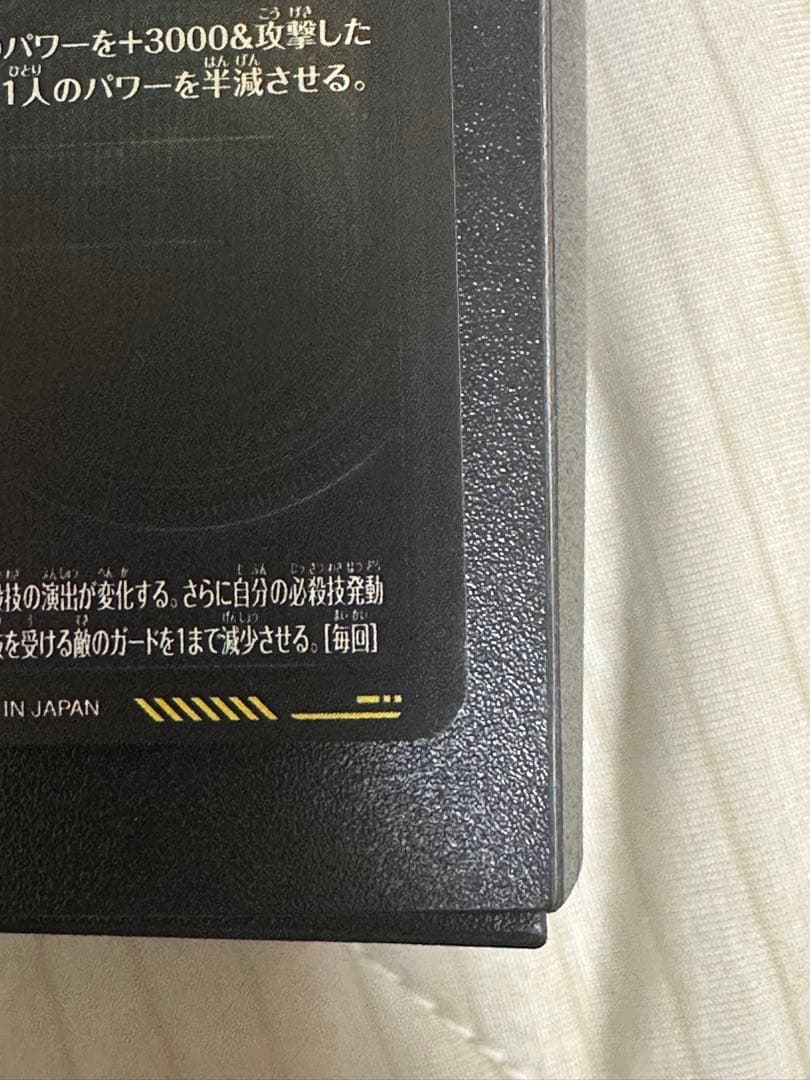 パワーを+3000&攻撃した
1人のパワーを半減させる。
技の演出が変化する。さらに自分の必殺技発動
を受ける敵のガードを1まで減少させる。[毎回]
IN JAPAN